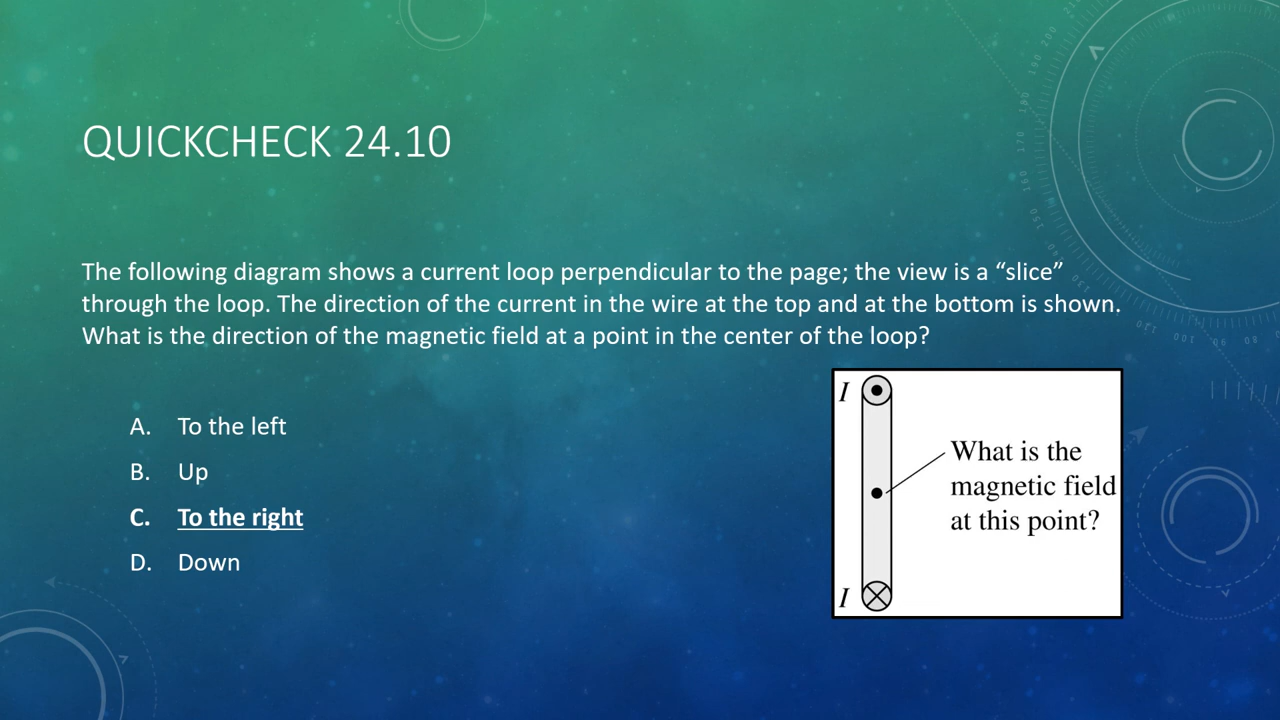 QUICKCHECK 24.10
The following diagram shows a current loop perpendicular to the page; the view is a “slice”
through the loop. The direction of the current in the wire at the top and at the bottom is shown.
What is the direction of the magnetic field at a point in the center of the loop?
A. To the left
B. Up
C. To the right
D. Down
I
What is the
magnetic field
at this point?
I